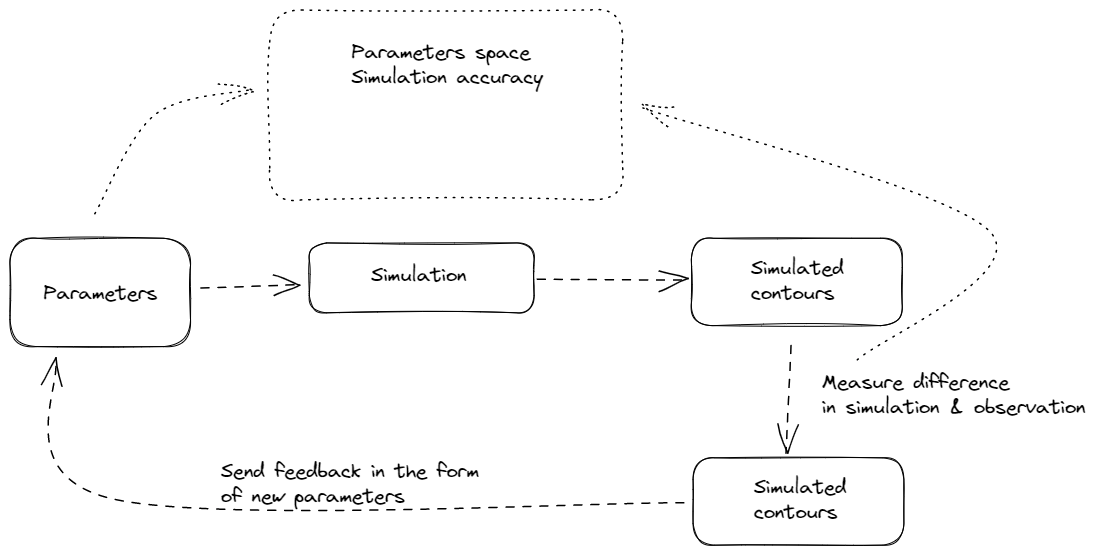 Parameters space
Simulation accuracy
Parameters
Simulation
Simulated
contours
Measure difference
in simulation & observation
Send feedback in the form
of new parameters
Simulated
contours